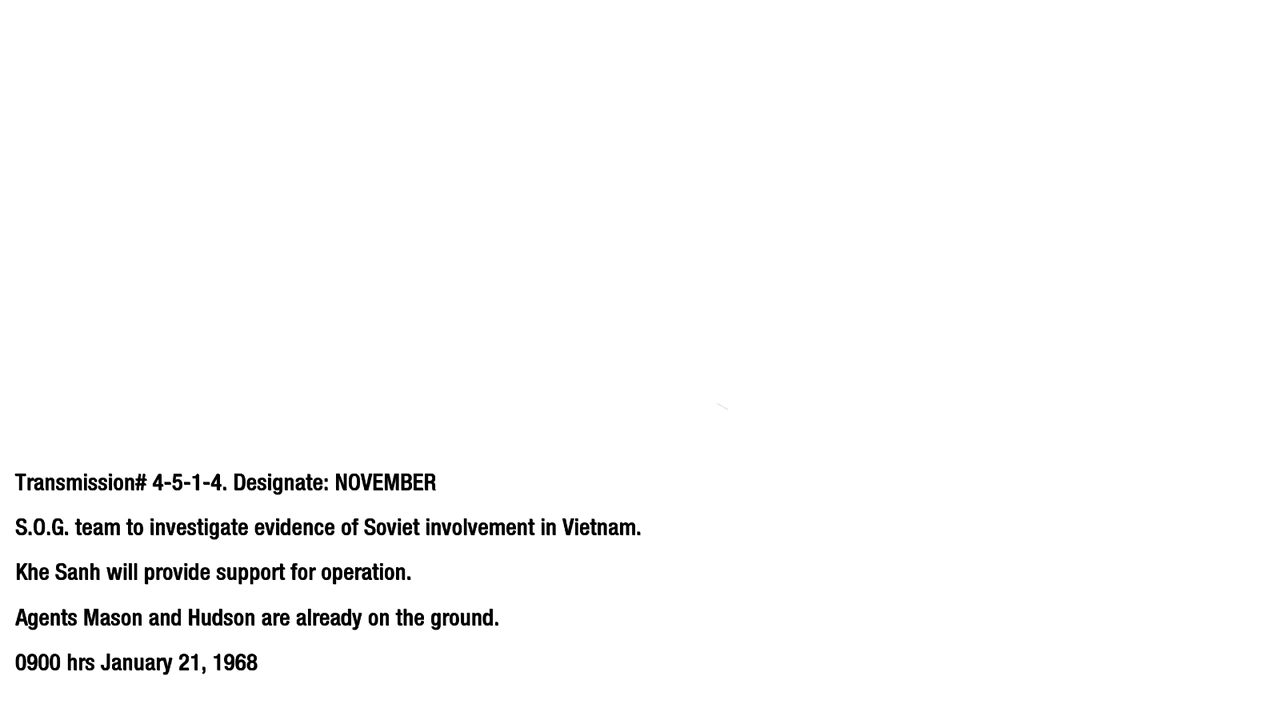 Transmission# 4-5-1-4. Designate: NOVEMBER
S.O.G. team to investigate evidence of Soviet involvement in Vietnam.
Khe Sanh will provide support for operation.
Agents Mason and Hudson are already on the ground.
0900 hrs January 21, 1968